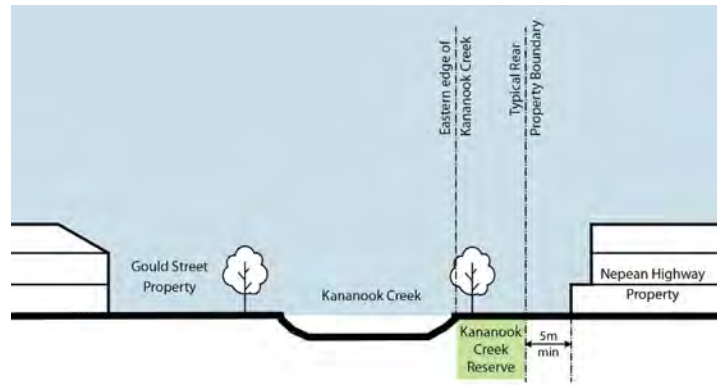 Eastern edge of
Kananook Creek
Typical Rear
Property Boundary
Gould Street
Property
Kananook Creek
Nepean Highway
Property
Kananook
Creek
Reserve
5m
min